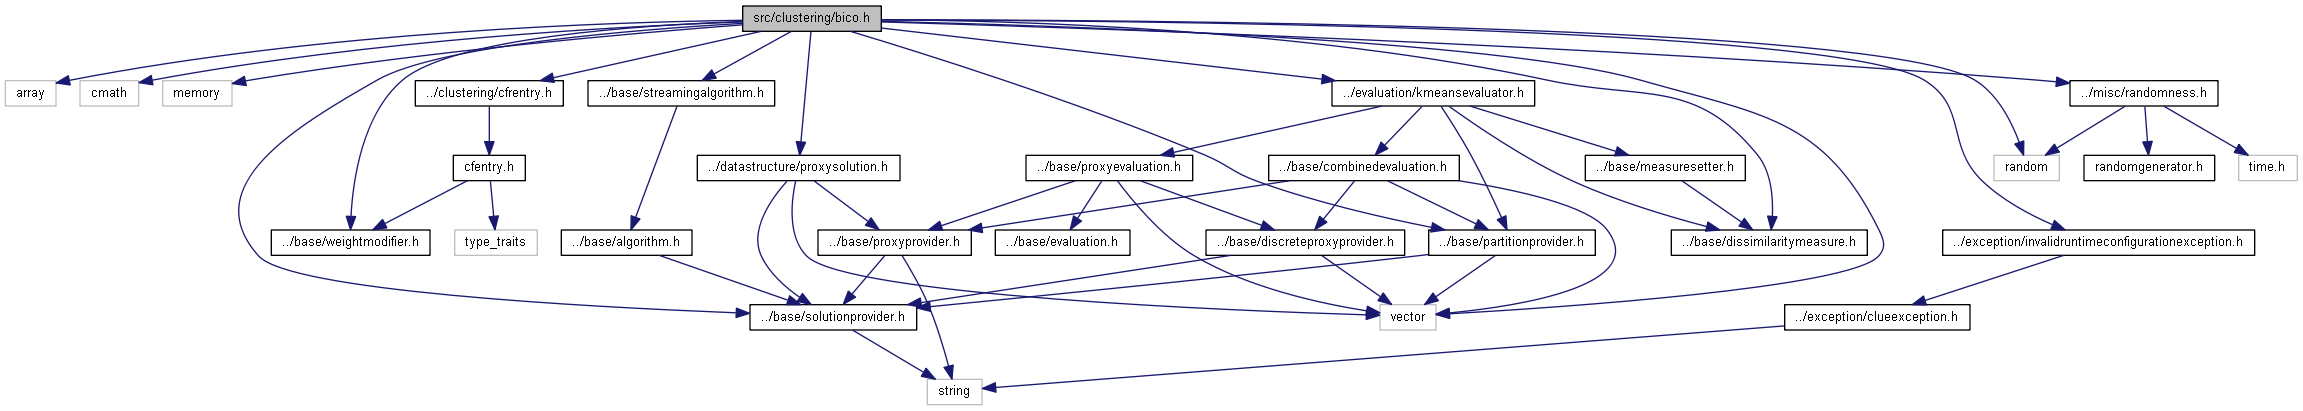 src/clustering/bico.h
array
cmath
memory
../clustering/cfrentry.h
../base/streamingalgorithm.h
../evaluation/kmeansevaluator.h
../misc/randomness.h
cfentry.h
../datastructure/proxysolution.h
../base/proxyevaluation.h
../base/combinedevaluation.h
../base/measuresetter.h
random
randomgenerator.h
time.h
../base/weightmodifier.h
type_traits
../base/algorithm.h
../base/proxyprovider.h
../base/evaluation.h
../base/discreteproxyprovider.h
../base/partitionprovider.h
../base/dissimilaritymeasure.h
../exception/invalidruntimeconfigurationexception.h
../base/solutionprovider.h
vector
../exception/clueexception.h
string